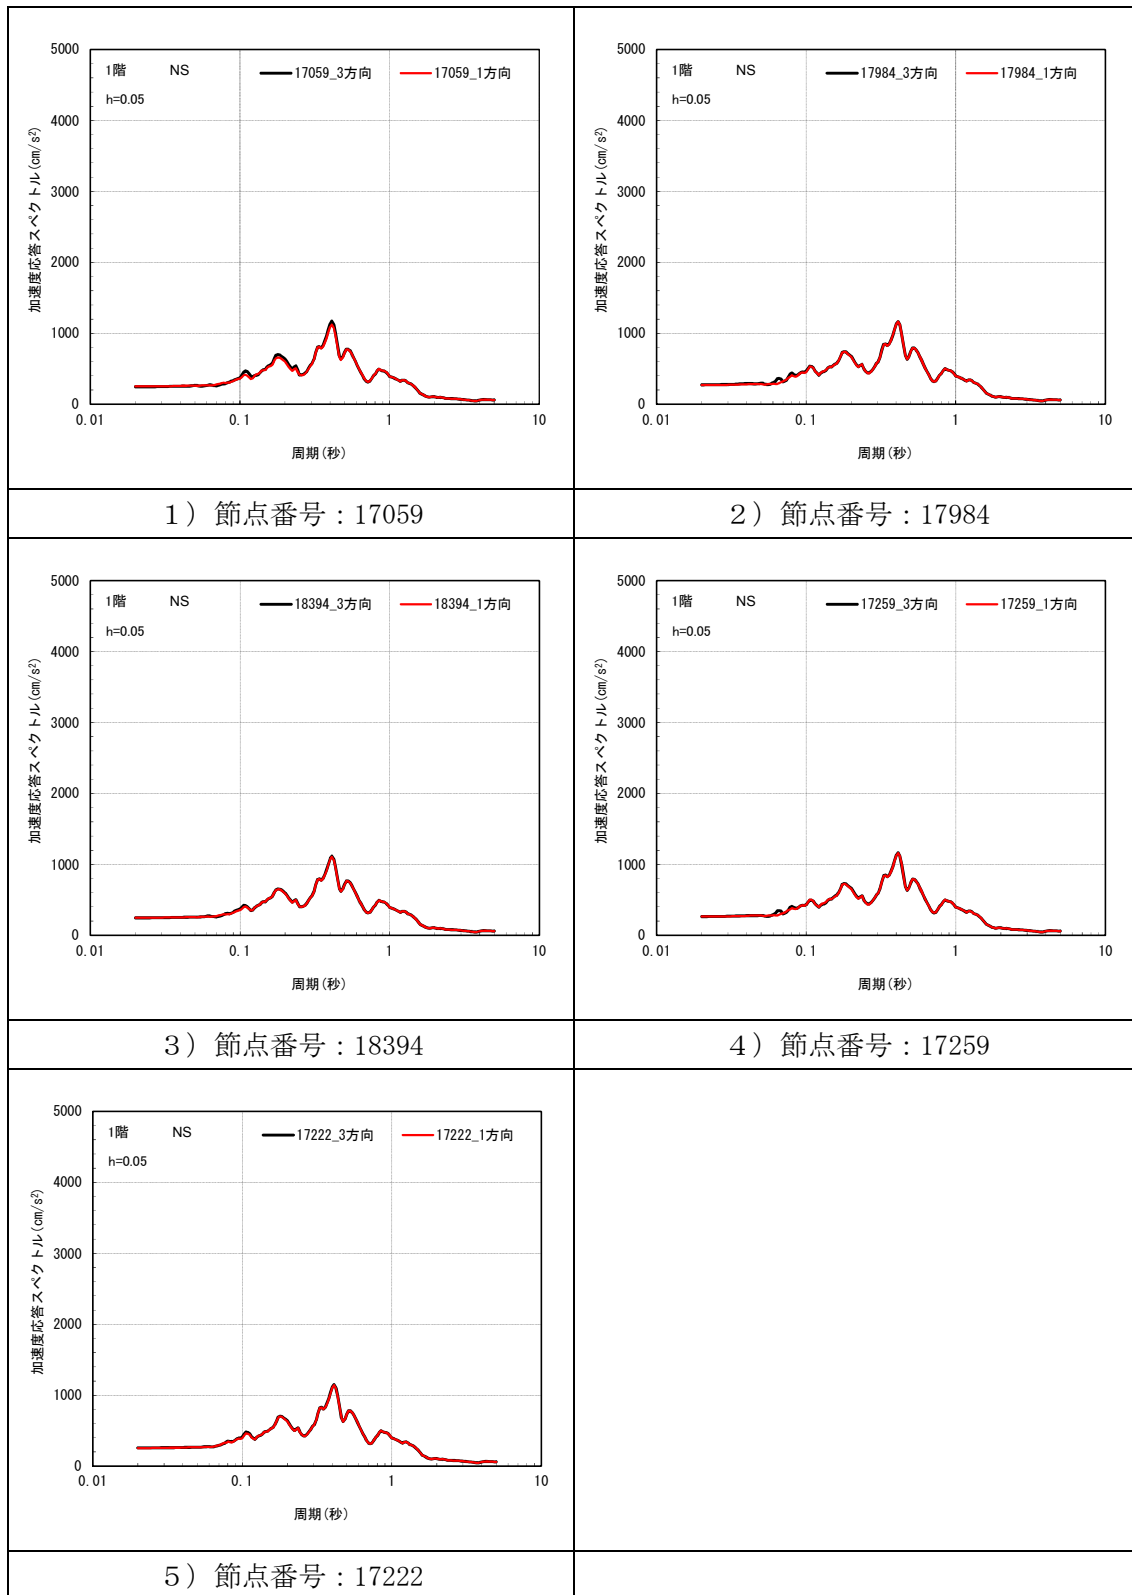 加速度応答スペクトル(cm/s²)
5000
4000
3000
2000
1000
0
1階 NS
h=0.05
17059_3方向 17059_1方向
0.01 0.1 1 10
周期(秒)
1）節点番号：17059
加速度応答スペクトル(cm/s²)
5000
4000
3000
2000
1000
0
1階 NS
h=0.05
17984_3方向 17984_1方向
0.01 0.1 1 10
周期(秒)
2）節点番号：17984
加速度応答スペクトル(cm/s²)
5000
4000
3000
2000
1000
0
1階 NS
h=0.05
18394_3方向 18394_1方向
0.01 0.1 1 10
周期(秒)
3）節点番号：18394
加速度応答スペクトル(cm/s²)
5000
4000
3000
2000
1000
0
1階 NS
h=0.05
17259_3方向 17259_1方向
0.01 0.1 1 10
周期(秒)
4）節点番号：17259
加速度応答スペクトル(cm/s²)
5000
4000
3000
2000
1000
0
1階 NS
h=0.05
17222_3方向 17222_1方向
0.01 0.1 1 10
周期(秒)
5）節点番号：17222